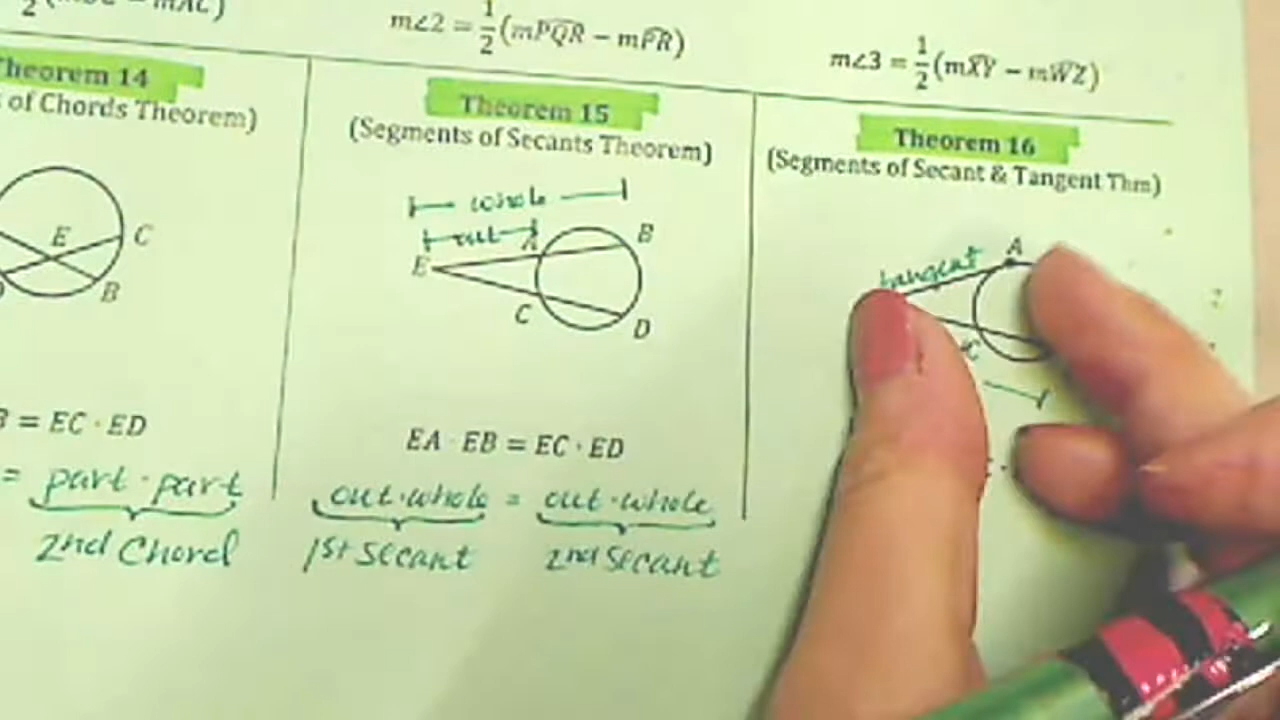 m∠2 = 1/2(mPQR − mPR)
m∠3 = 1/2(mXY − mWZ)
Theorem 14
of Chords Theorem)
E
C
B
= EC · ED
= part · part
2nd Chord
Theorem 15
(Segments of Secants Theorem)
whole
out
A
B
E
C
D
EA · EB = EC · ED
out · whole = out · whole
1st Secant 2nd Secant
Theorem 16
(Segments of Secant & Tangent Thm)
tangent
A
C